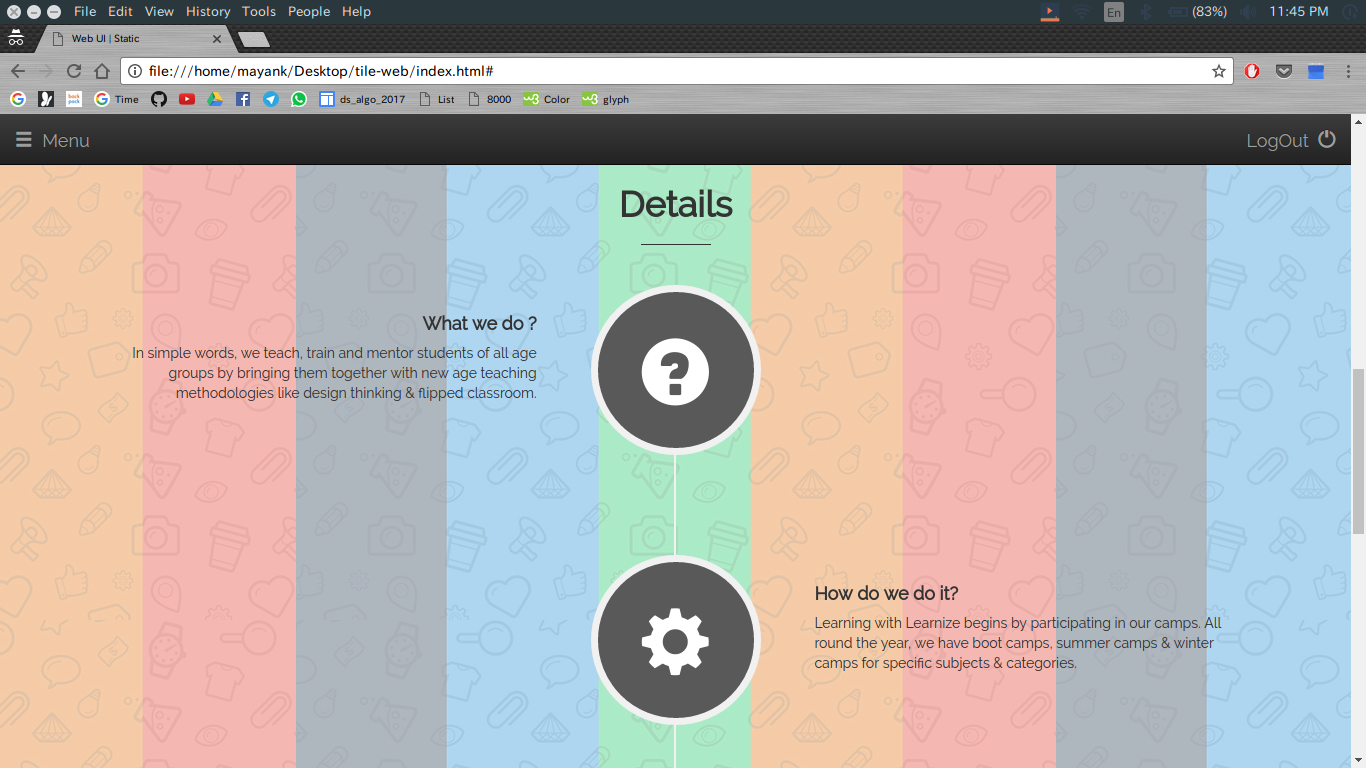 File Edit View History Tools People Help
En (83%) 11:45 PM
Web UI | Static
file:///home/mayank/Desktop/tile-web/index.html#
back pack Time ds_algo_2017 List 8000 w3 Color w3 glyph
Menu LogOut
Details
What we do ?
In simple words, we teach, train and mentor students of all age
groups by bringing them together with new age teaching
methodologies like design thinking & flipped classroom.
How do we do it?
Learning with Learnize begins by participating in our camps. All
round the year, we have boot camps, summer camps & winter
camps for specific subjects & categories.